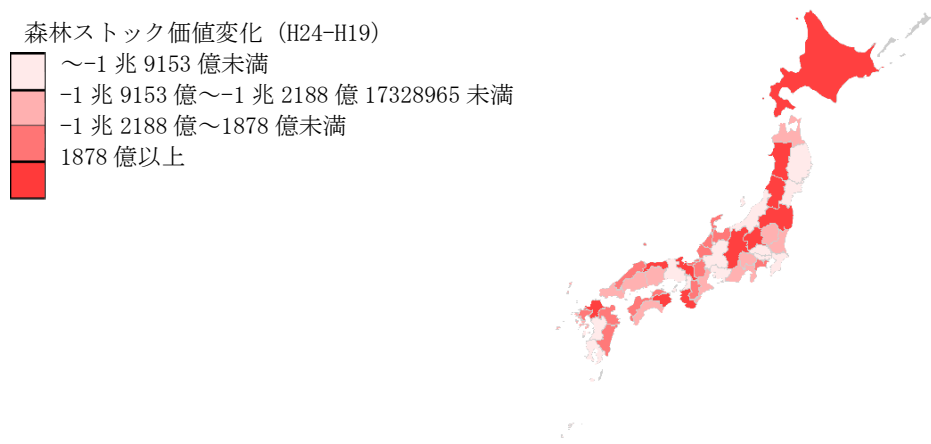 森林ストック価値変化（H24-H19）
～-1 兆 9153 億未満
-1 兆 9153 億～-1 兆 2188 億 17328965 未満
-1 兆 2188 億～1878 億未満
1878 億以上